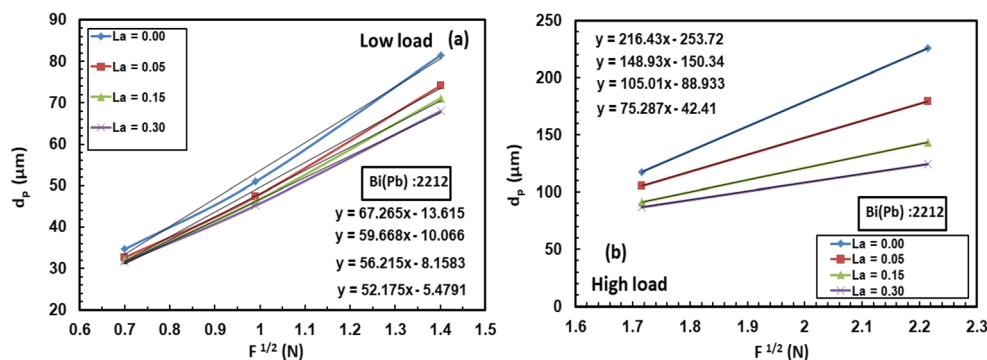 90
80
70
60
50
40
30
20
d_p (µm)
La = 0.00
La = 0.05
La = 0.15
La = 0.30
Low load (a)
Bi(Pb) :2212
y = 67.265x - 13.615
y = 59.668x - 10.066
y = 56.215x - 8.1583
y = 52.175x - 5.4791
0.6 0.7 0.8 0.9 1 1.1 1.2 1.3 1.4 1.5
F 1/2 (N)
250
200
150
100
50
0
d_p (µm)
y = 216.43x - 253.72
y = 148.93x - 150.34
y = 105.01x - 88.933
y = 75.287x - 42.41
Bi(Pb) :2212
(b)
High load
La = 0.00
La = 0.05
La = 0.15
La = 0.30
1.6 1.7 1.8 1.9 2 2.1 2.2 2.3
F 1/2 (N)